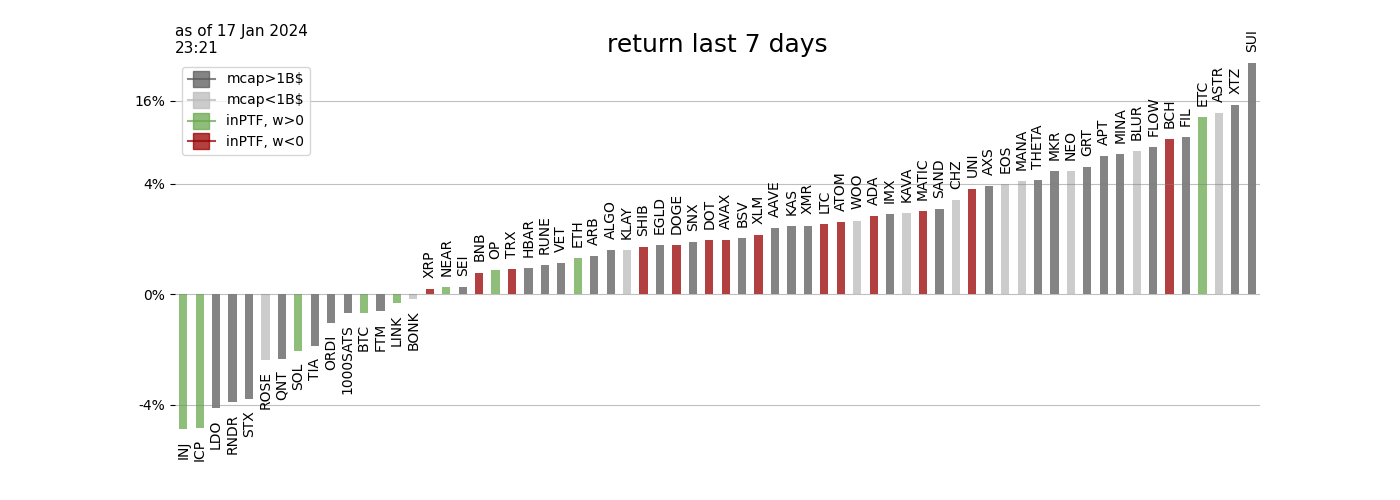 as of 17 Jan 2024
23:21
return last 7 days
mcap>1B$
mcap<1B$
inPTF, w>0
inPTF, w<0
16%
4%
0%
-4%
INJ
ICP
LDO
RNDR
STX
ROSE
QNT
SOL
TIA
ORDI
1000SATS
BTC
FTM
LINK
BONK
XRP
NEAR
SEI
BNB
OP
TRX
HBAR
RUNE
VET
ETH
ARB
ALGO
KLAY
SHIB
EGLD
DOGE
SNX
DOT
AVAX
BSV
XLM
AAVE
KAS
XMR
LTC
ATOM
WOO
ADA
IMX
KAVA
MATIC
SAND
CHZ
UNI
AXS
EOS
MANA
THETA
MKR
NEO
GRT
APT
MINA
BLUR
FLOW
BCH
FIL
ETC
ASTR
XTZ
SUI